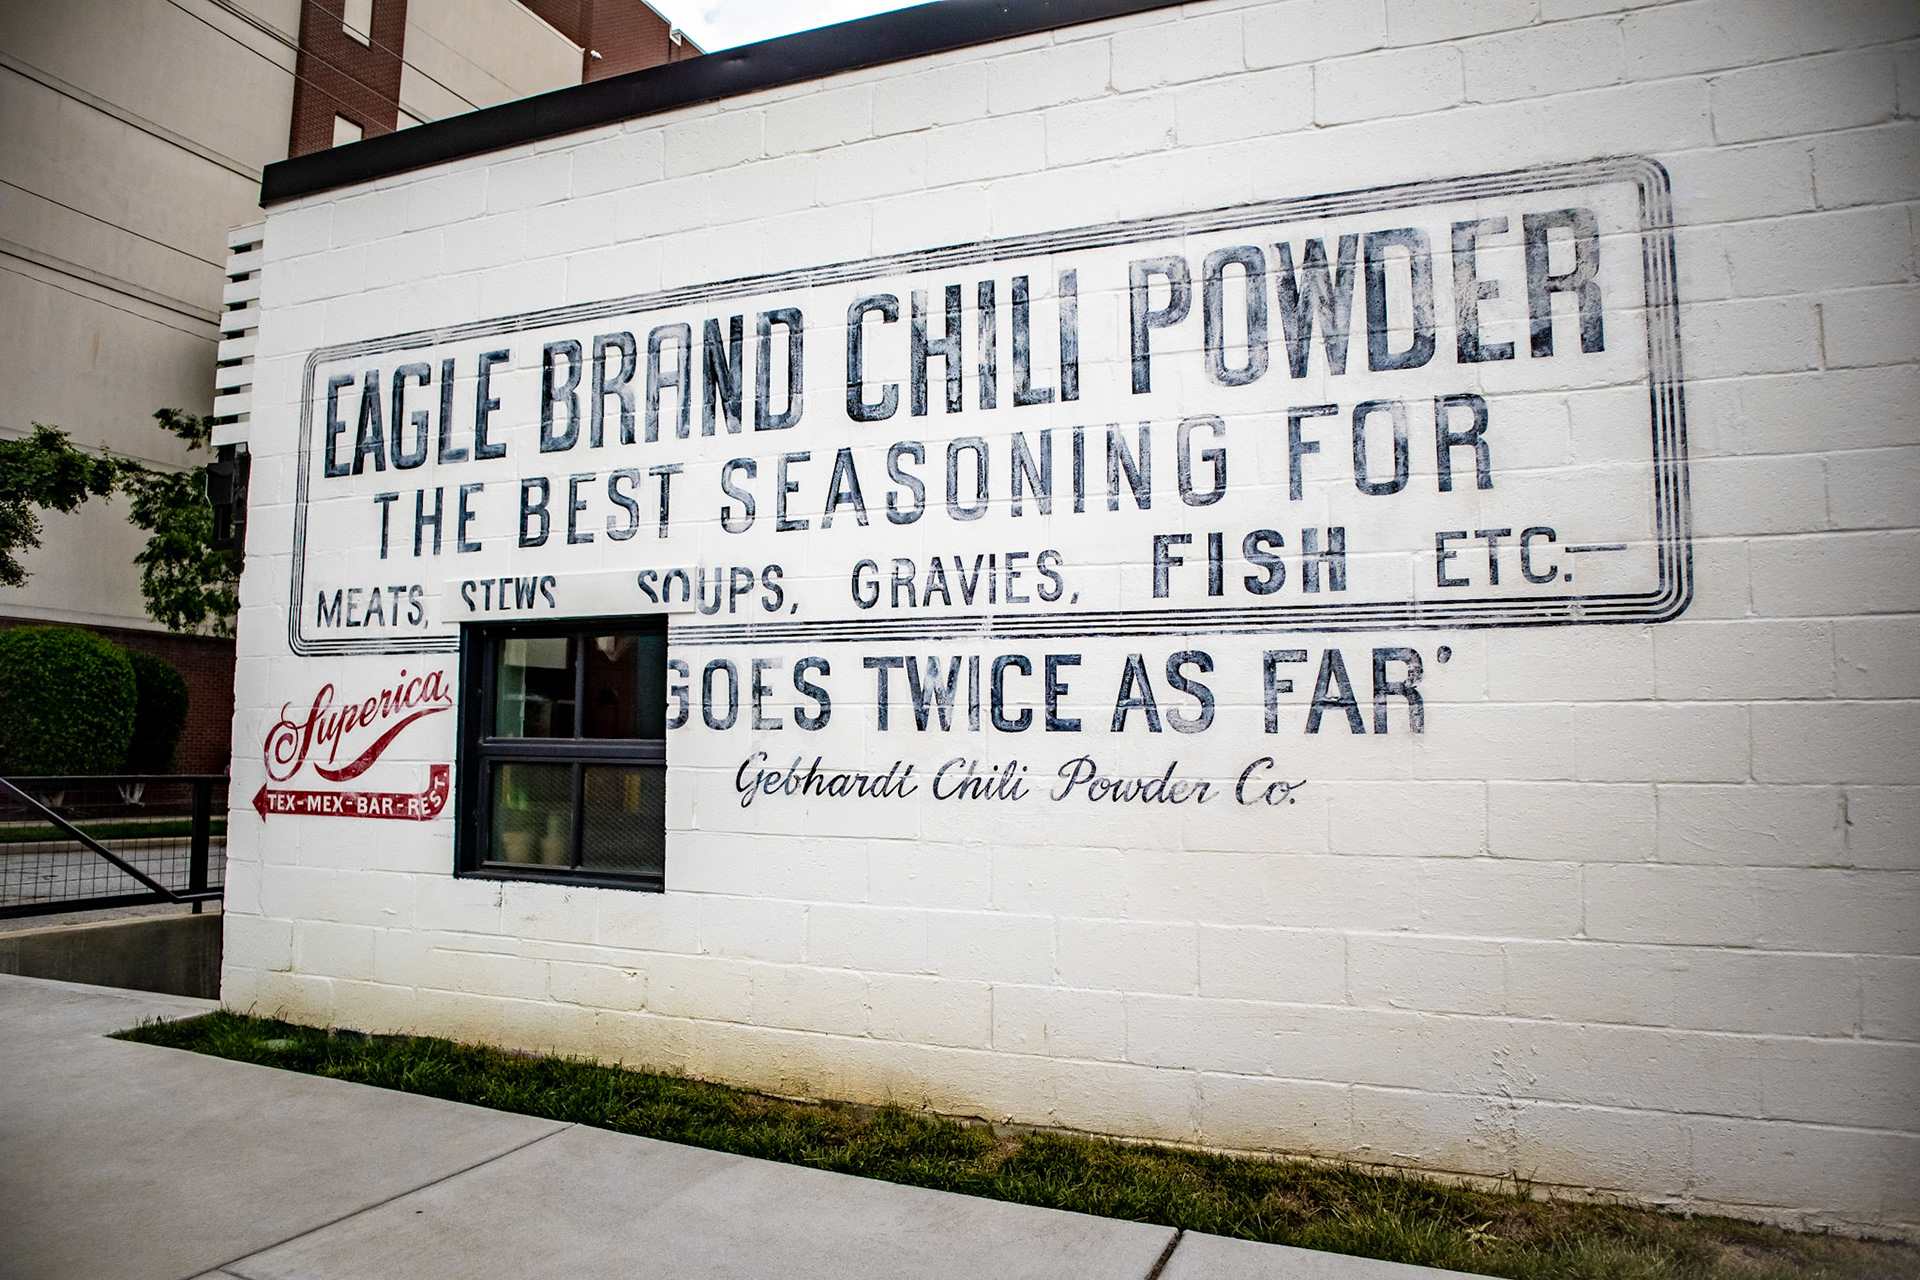 EAGLE BRAND CHILI POWDER
THE BEST SEASONING FOR
MEATS, STEWS SOUPS, GRAVIES, FISH ETC.—
GOES TWICE AS FAR'
Gebhardt Chili Powder Co.
Superica
TEX-MEX-BAR-REST